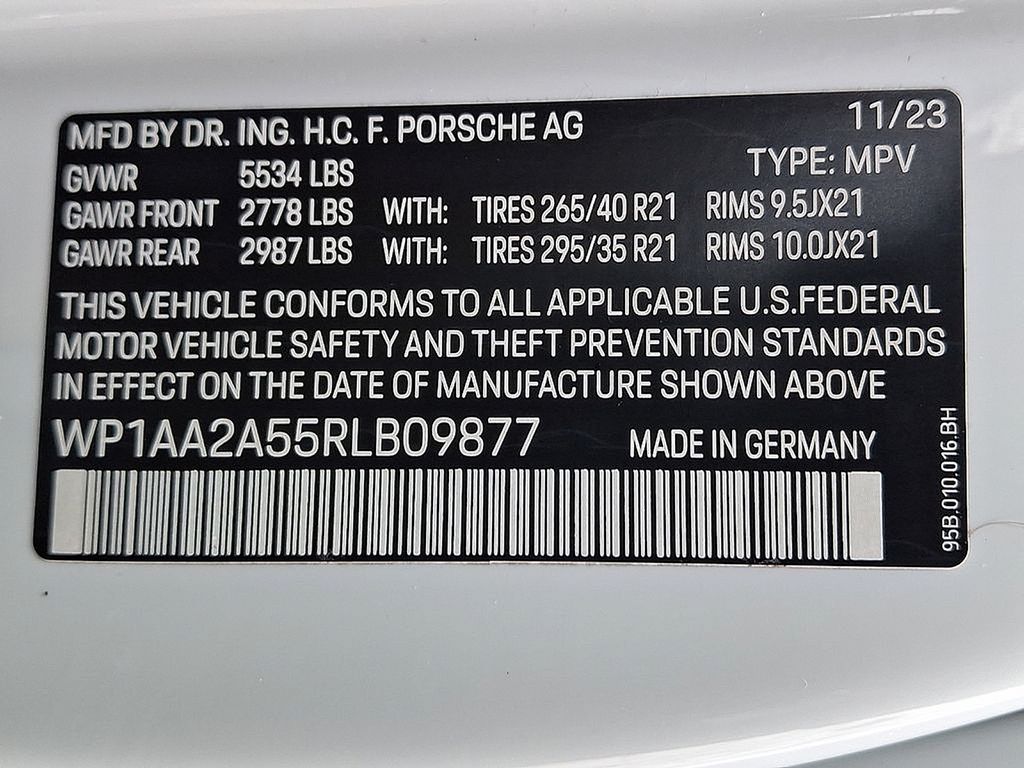 MFD BY DR. ING. H.C. F. PORSCHE AG 11/23
TYPE: MPV
GVWR 5534 LBS
GAWR FRONT 2778 LBS WITH: TIRES 265/40 R21 RIMS 9.5JX21
GAWR REAR 2987 LBS WITH: TIRES 295/35 R21 RIMS 10.0JX21
THIS VEHICLE CONFORMS TO ALL APPLICABLE U.S.FEDERAL
MOTOR VEHICLE SAFETY AND THEFT PREVENTION STANDARDS
IN EFFECT ON THE DATE OF MANUFACTURE SHOWN ABOVE
WP1AA2A55RLB09877 MADE IN GERMANY
95B.010.016.BH